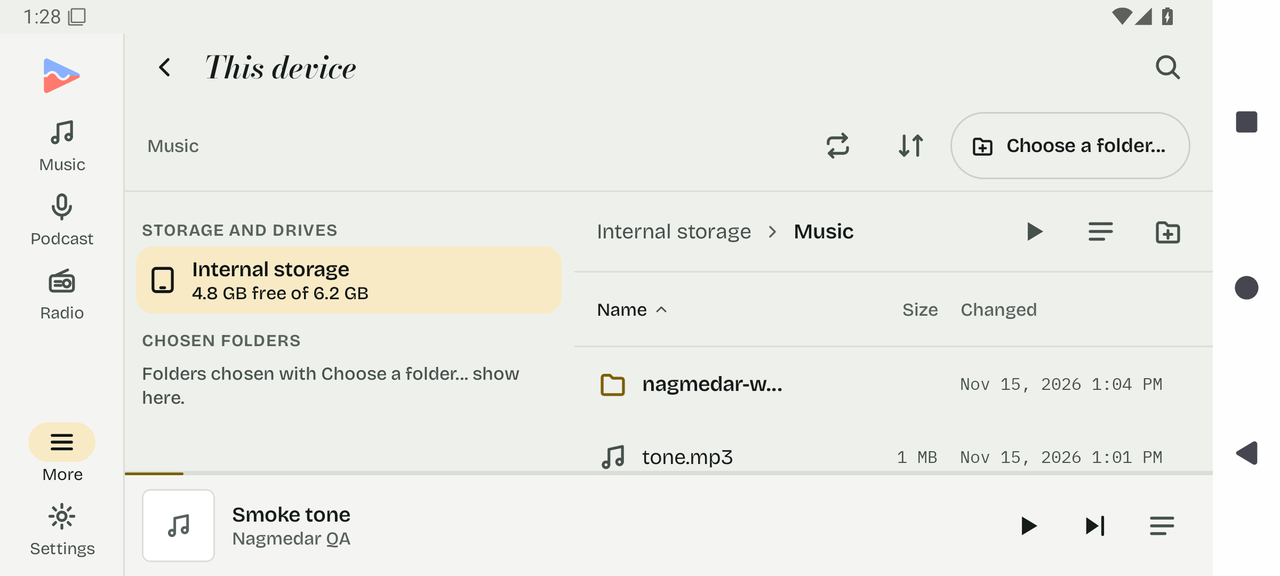 1:28
This device
Music
Choose a folder...
Music
Podcast
Radio
More
Settings
STORAGE AND DRIVES
Internal storage
4.8 GB free of 6.2 GB
CHOSEN FOLDERS
Folders chosen with Choose a folder... show
here.
Internal storage > Music
Name Size Changed
nagmedar-w... Nov 15, 2026 1:04 PM
tone.mp3 1 MB Nov 15, 2026 1:01 PM
Smoke tone
Nagmedar QA